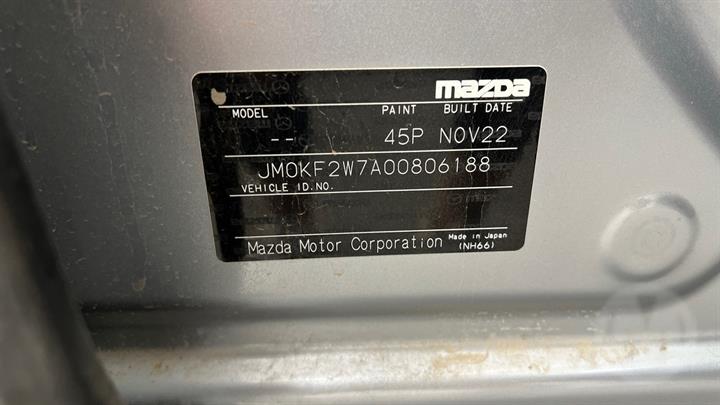 mazda
MODEL PAINT BUILT DATE
-- 45P NOV22
JM0KF2W7A00806188
VEHICLE ID.NO.
Mazda Motor Corporation Made in Japan
(NH66)